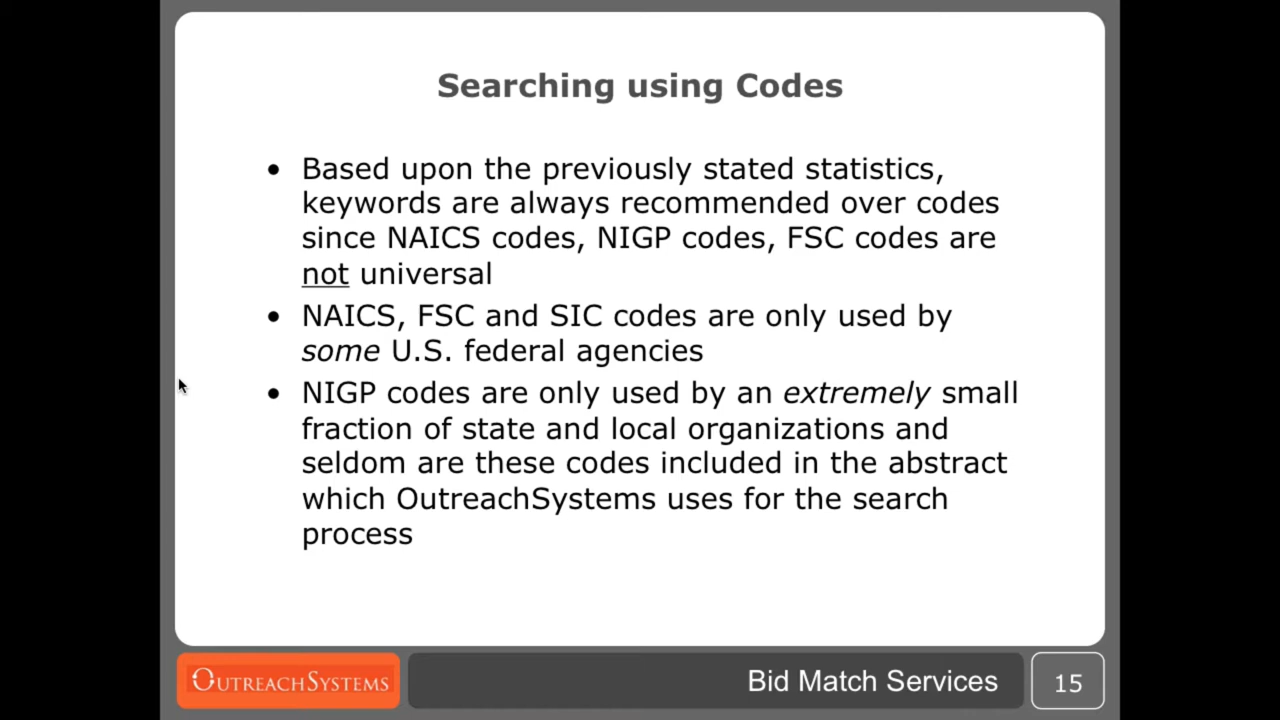 Searching using Codes
• Based upon the previously stated statistics,
keywords are always recommended over codes
since NAICS codes, NIGP codes, FSC codes are
not universal
• NAICS, FSC and SIC codes are only used by
some U.S. federal agencies
• NIGP codes are only used by an extremely small
fraction of state and local organizations and
seldom are these codes included in the abstract
which OutreachSystems uses for the search
process
OUTREACHSYSTEMS
Bid Match Services
15